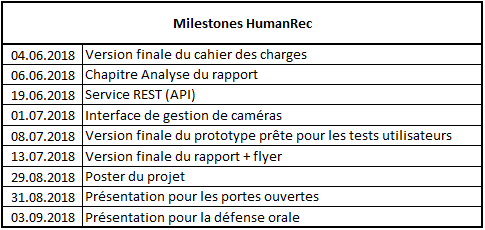 Milestones HumanRec
04.06.2018 Version finale du cahier des charges
06.06.2018 Chapitre Analyse du rapport
19.06.2018 Service REST (API)
01.07.2018 Interface de gestion de caméras
08.07.2018 Version finale du prototype prête pour les tests utilisateurs
13.07.2018 Version finale du rapport + flyer
29.08.2018 Poster du projet
31.08.2018 Présentation pour les portes ouvertes
03.09.2018 Présentation pour la défense orale